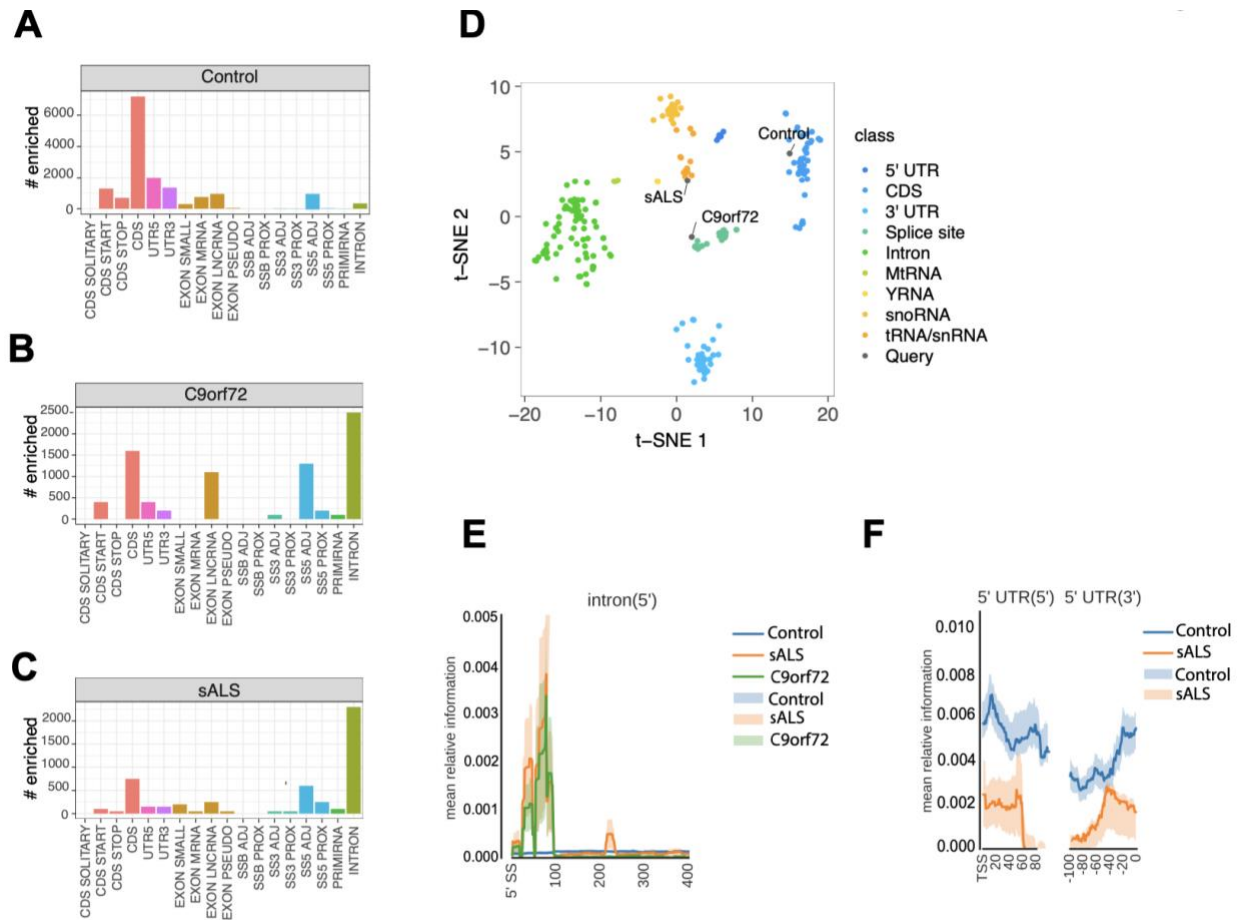 A
Control
# enriched
6000
4000
2000
0
CDS SOLITARY
CDS START
CDS STOP
CDS
UTR5
UTR3
EXON SMALL
EXON MRNA
EXON LNCRNA
EXON PSEUDO
SSB ADJ
SSB PROX
SS3 ADJ
SS3 PROX
SS5 ADJ
SS5 PROX
PRIMIRNA
INTRON
B
C9orf72
# enriched
2500
2000
1500
1000
500
0
CDS SOLITARY
CDS START
CDS STOP
CDS
UTR5
UTR3
EXON SMALL
EXON MRNA
EXON LNCRNA
EXON PSEUDO
SSB ADJ
SSB PROX
SS3 ADJ
SS3 PROX
SS5 ADJ
SS5 PROX
PRIMIRNA
INTRON
C
sALS
# enriched
2000
1500
1000
500
0
CDS SOLITARY
CDS START
CDS STOP
CDS
UTR5
UTR3
EXON SMALL
EXON MRNA
EXON LNCRNA
EXON PSEUDO
SSB ADJ
SSB PROX
SS3 ADJ
SS3 PROX
SS5 ADJ
SS5 PROX
PRIMIRNA
INTRON
D
t−SNE 2
10
5
0
−5
−10
Control
sALS
C9orf72
−20 −10 0 10 20
t−SNE 1
class
5' UTR
CDS
3' UTR
Splice site
Intron
MtRNA
YRNA
snoRNA
tRNA/snRNA
Query
E
intron(5')
mean relative information
0.005
0.004
0.003
0.002
0.001
0.000
5' SS 100 200 300 400
Control
sALS
C9orf72
Control
sALS
C9orf72
F
5' UTR(5') 5' UTR(3')
mean relative information
0.010
0.008
0.006
0.004
0.002
0.000
TSS 20 40 60 80 -100 -80 -60 -40 -20 0
Control
sALS
Control
sALS